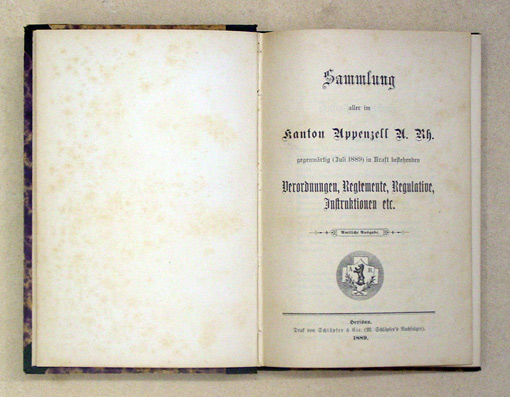 Sammlung
aller im
Kanton Appenzell A. Rh.
gegenwärtig (Juli 1889) in Kraft bestehenden
Verordnungen, Reglemente, Regulative,
Instruktionen etc.
Amtliche Ausgabe.
Herisau.
Druck von Schläpfer & Cie. (M. Schläpfer's Nachfolger).
1889.